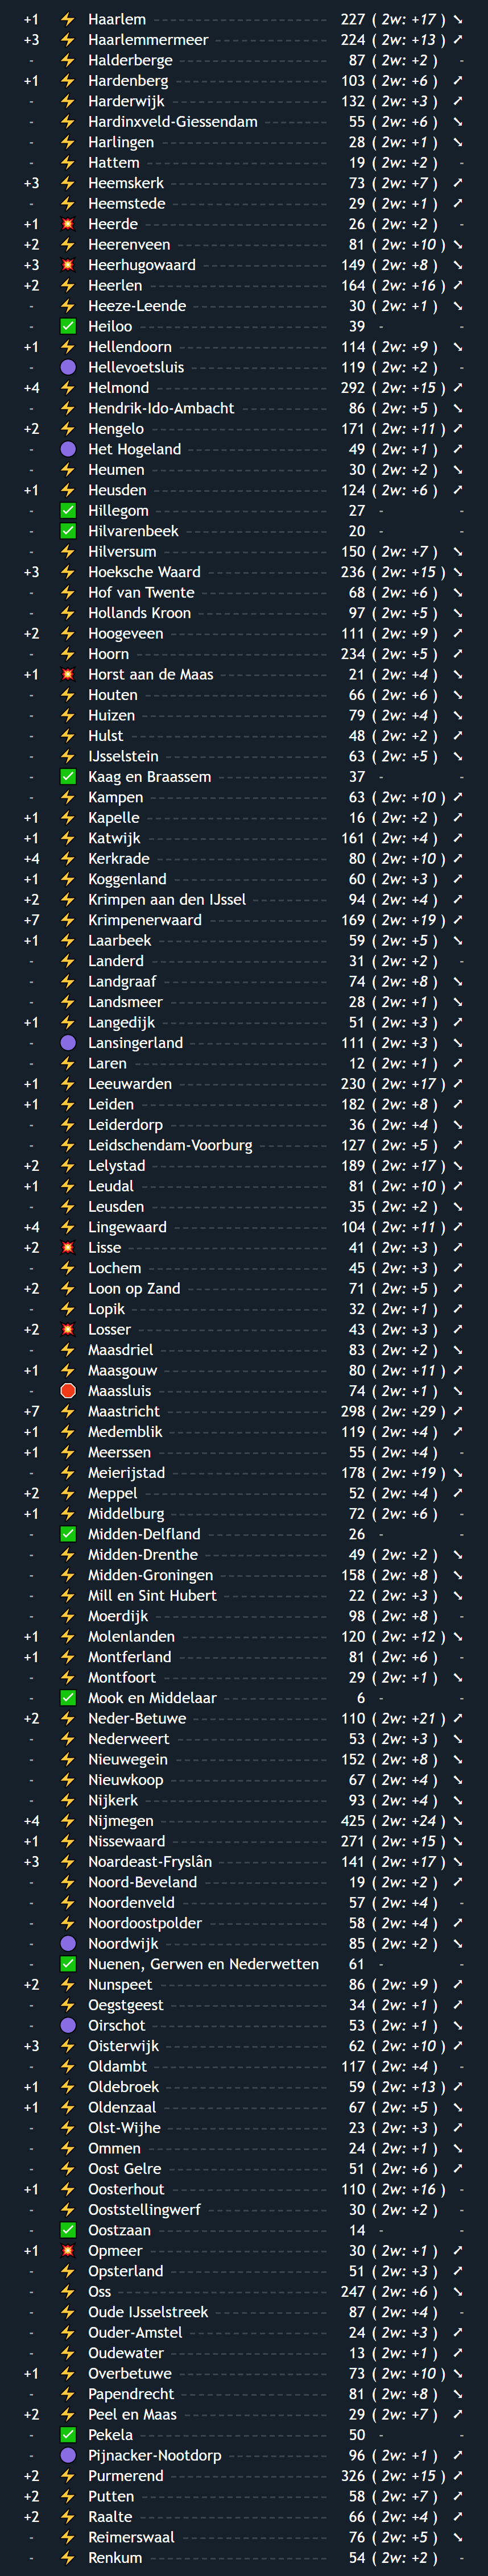 +1 ⚡ Haarlem 227 ( 2w: +17 ) ➘
+3 ⚡ Haarlemmermeer 224 ( 2w: +13 ) ➚
- ⚡ Halderberge 87 ( 2w: +2 ) -
+1 ⚡ Hardenberg 103 ( 2w: +6 ) ➚
- ⚡ Harderwijk 132 ( 2w: +3 ) ➚
- ⚡ Hardinxveld-Giessendam 55 ( 2w: +6 ) ➘
- ⚡ Harlingen 28 ( 2w: +1 ) ➘
- ⚡ Hattem 19 ( 2w: +2 ) -
+3 ⚡ Heemskerk 73 ( 2w: +7 ) ➚
- ⚡ Heemstede 29 ( 2w: +1 ) ➚
+1 💥 Heerde 26 ( 2w: +2 ) -
+2 ⚡ Heerenveen 81 ( 2w: +10 ) ➘
+3 💥 Heerhugowaard 149 ( 2w: +8 ) ➘
+2 ⚡ Heerlen 164 ( 2w: +16 ) ➚
- ⚡ Heeze-Leende 30 ( 2w: +1 ) ➘
- ✅ Heiloo 39 - -
+1 ⚡ Hellendoorn 114 ( 2w: +9 ) ➘
- 🟣 Hellevoetsluis 119 ( 2w: +2 ) -
+4 ⚡ Helmond 292 ( 2w: +15 ) ➚
- ⚡ Hendrik-Ido-Ambacht 86 ( 2w: +5 ) ➘
+2 ⚡ Hengelo 171 ( 2w: +11 ) ➚
- 🟣 Het Hogeland 49 ( 2w: +1 ) ➚
- ⚡ Heumen 30 ( 2w: +2 ) ➘
+1 ⚡ Heusden 124 ( 2w: +6 ) ➚
- ✅ Hillegom 27 - -
- ✅ Hilvarenbeek 20 - -
- ⚡ Hilversum 150 ( 2w: +7 ) ➘
+3 ⚡ Hoeksche Waard 236 ( 2w: +15 ) ➘
- ⚡ Hof van Twente 68 ( 2w: +6 ) ➘
- ⚡ Hollands Kroon 97 ( 2w: +5 ) ➘
+2 ⚡ Hoogeveen 111 ( 2w: +9 ) ➚
- ⚡ Hoorn 234 ( 2w: +5 ) ➚
+1 💥 Horst aan de Maas 21 ( 2w: +4 ) ➘
- ⚡ Houten 66 ( 2w: +6 ) ➘
- ⚡ Huizen 79 ( 2w: +4 ) ➘
- ⚡ Hulst 48 ( 2w: +2 ) ➚
- ⚡ IJsselstein 63 ( 2w: +5 ) ➘
- ✅ Kaag en Braassem 37 - -
- ⚡ Kampen 63 ( 2w: +10 ) ➚
+1 ⚡ Kapelle 16 ( 2w: +2 ) ➚
+1 ⚡ Katwijk 161 ( 2w: +4 ) ➚
+4 ⚡ Kerkrade 80 ( 2w: +10 ) ➚
+1 ⚡ Koggenland 60 ( 2w: +3 ) ➚
+2 ⚡ Krimpen aan den IJssel 94 ( 2w: +4 ) ➚
+7 ⚡ Krimpenerwaard 169 ( 2w: +19 ) ➚
+1 ⚡ Laarbeek 59 ( 2w: +5 ) ➘
- ⚡ Landerd 31 ( 2w: +2 ) -
- ⚡ Landgraaf 74 ( 2w: +8 ) ➘
- ⚡ Landsmeer 28 ( 2w: +1 ) ➘
+1 ⚡ Langedijk 51 ( 2w: +3 ) ➚
- 🟣 Lansingerland 111 ( 2w: +3 ) ➘
- ⚡ Laren 12 ( 2w: +1 ) ➚
+1 ⚡ Leeuwarden 230 ( 2w: +17 ) ➚
+1 ⚡ Leiden 182 ( 2w: +8 ) ➚
- ⚡ Leiderdorp 36 ( 2w: +4 ) ➘
- ⚡ Leidschendam-Voorburg 127 ( 2w: +5 ) ➚
+2 ⚡ Lelystad 189 ( 2w: +17 ) ➘
+1 ⚡ Leudal 81 ( 2w: +10 ) ➚
- ⚡ Leusden 35 ( 2w: +2 ) ➘
+4 ⚡ Lingewaard 104 ( 2w: +11 ) ➚
+2 💥 Lisse 41 ( 2w: +3 ) ➚
- ⚡ Lochem 45 ( 2w: +3 ) ➚
+2 ⚡ Loon op Zand 71 ( 2w: +5 ) ➚
- ⚡ Lopik 32 ( 2w: +1 ) ➚
+2 💥 Losser 43 ( 2w: +3 ) ➚
- ⚡ Maasdriel 83 ( 2w: +2 ) ➘
+1 ⚡ Maasgouw 80 ( 2w: +11 ) ➚
- 🛑 Maassluis 74 ( 2w: +1 ) ➘
+7 ⚡ Maastricht 298 ( 2w: +29 ) ➚
+1 ⚡ Medemblik 119 ( 2w: +4 ) ➚
+1 ⚡ Meerssen 55 ( 2w: +4 ) -
- ⚡ Meierijstad 178 ( 2w: +19 ) ➘
+2 ⚡ Meppel 52 ( 2w: +4 ) ➚
+1 ⚡ Middelburg 72 ( 2w: +6 ) -
- ✅ Midden-Delfland 26 - -
- ⚡ Midden-Drenthe 49 ( 2w: +2 ) ➘
- ⚡ Midden-Groningen 158 ( 2w: +8 ) ➘
- ⚡ Mill en Sint Hubert 22 ( 2w: +3 ) ➘
- ⚡ Moerdijk 98 ( 2w: +8 ) -
+1 ⚡ Molenlanden 120 ( 2w: +12 ) ➘
+1 ⚡ Montferland 81 ( 2w: +6 ) -
- ⚡ Montfoort 29 ( 2w: +1 ) ➘
- ✅ Mook en Middelaar 6 - -
+2 ⚡ Neder-Betuwe 110 ( 2w: +21 ) ➚
- ⚡ Nederweert 53 ( 2w: +3 ) ➘
- ⚡ Nieuwegein 152 ( 2w: +8 ) ➘
- ⚡ Nieuwkoop 67 ( 2w: +4 ) ➘
- ⚡ Nijkerk 93 ( 2w: +4 ) ➘
+4 ⚡ Nijmegen 425 ( 2w: +24 ) ➘
+1 ⚡ Nissewaard 271 ( 2w: +15 ) ➘
+3 ⚡ Noardeast-Fryslân 141 ( 2w: +17 ) ➘
- ⚡ Noord-Beveland 19 ( 2w: +2 ) ➚
- ⚡ Noordenveld 57 ( 2w: +4 ) -
- ⚡ Noordoostpolder 58 ( 2w: +4 ) ➚
- 🟣 Noordwijk 85 ( 2w: +2 ) ➘
- ✅ Nuenen, Gerwen en Nederwetten 61 - -
+2 ⚡ Nunspeet 86 ( 2w: +9 ) ➚
- ⚡ Oegstgeest 34 ( 2w: +1 ) ➚
- 🟣 Oirschot 53 ( 2w: +1 ) ➘
+3 ⚡ Oisterwijk 62 ( 2w: +10 ) ➚
- ⚡ Oldambt 117 ( 2w: +4 ) -
+1 ⚡ Oldebroek 59 ( 2w: +13 ) ➚
+1 ⚡ Oldenzaal 67 ( 2w: +5 ) ➘
- ⚡ Olst-Wijhe 23 ( 2w: +3 ) ➚
- ⚡ Ommen 24 ( 2w: +1 ) ➘
- ⚡ Oost Gelre 51 ( 2w: +6 ) ➚
+1 ⚡ Oosterhout 110 ( 2w: +16 ) -
- ⚡ Ooststellingwerf 30 ( 2w: +2 ) -
- ✅ Oostzaan 14 - -
+1 💥 Opmeer 30 ( 2w: +1 ) ➚
- ⚡ Opsterland 51 ( 2w: +3 ) ➚
- ⚡ Oss 247 ( 2w: +6 ) ➘
- ⚡ Oude IJsselstreek 87 ( 2w: +4 ) -
- ⚡ Ouder-Amstel 24 ( 2w: +3 ) ➚
- ⚡ Oudewater 13 ( 2w: +1 ) ➚
+1 ⚡ Overbetuwe 73 ( 2w: +10 ) ➘
- ⚡ Papendrecht 81 ( 2w: +8 ) ➘
+2 ⚡ Peel en Maas 29 ( 2w: +7 ) ➚
- ✅ Pekela 50 - -
- 🟣 Pijnacker-Nootdorp 96 ( 2w: +1 ) ➚
+2 ⚡ Purmerend 326 ( 2w: +15 ) ➚
+2 ⚡ Putten 58 ( 2w: +7 ) ➚
+2 ⚡ Raalte 66 ( 2w: +4 ) ➚
- ⚡ Reimerswaal 76 ( 2w: +5 ) ➘
- ⚡ Renkum 54 ( 2w: +2 ) -